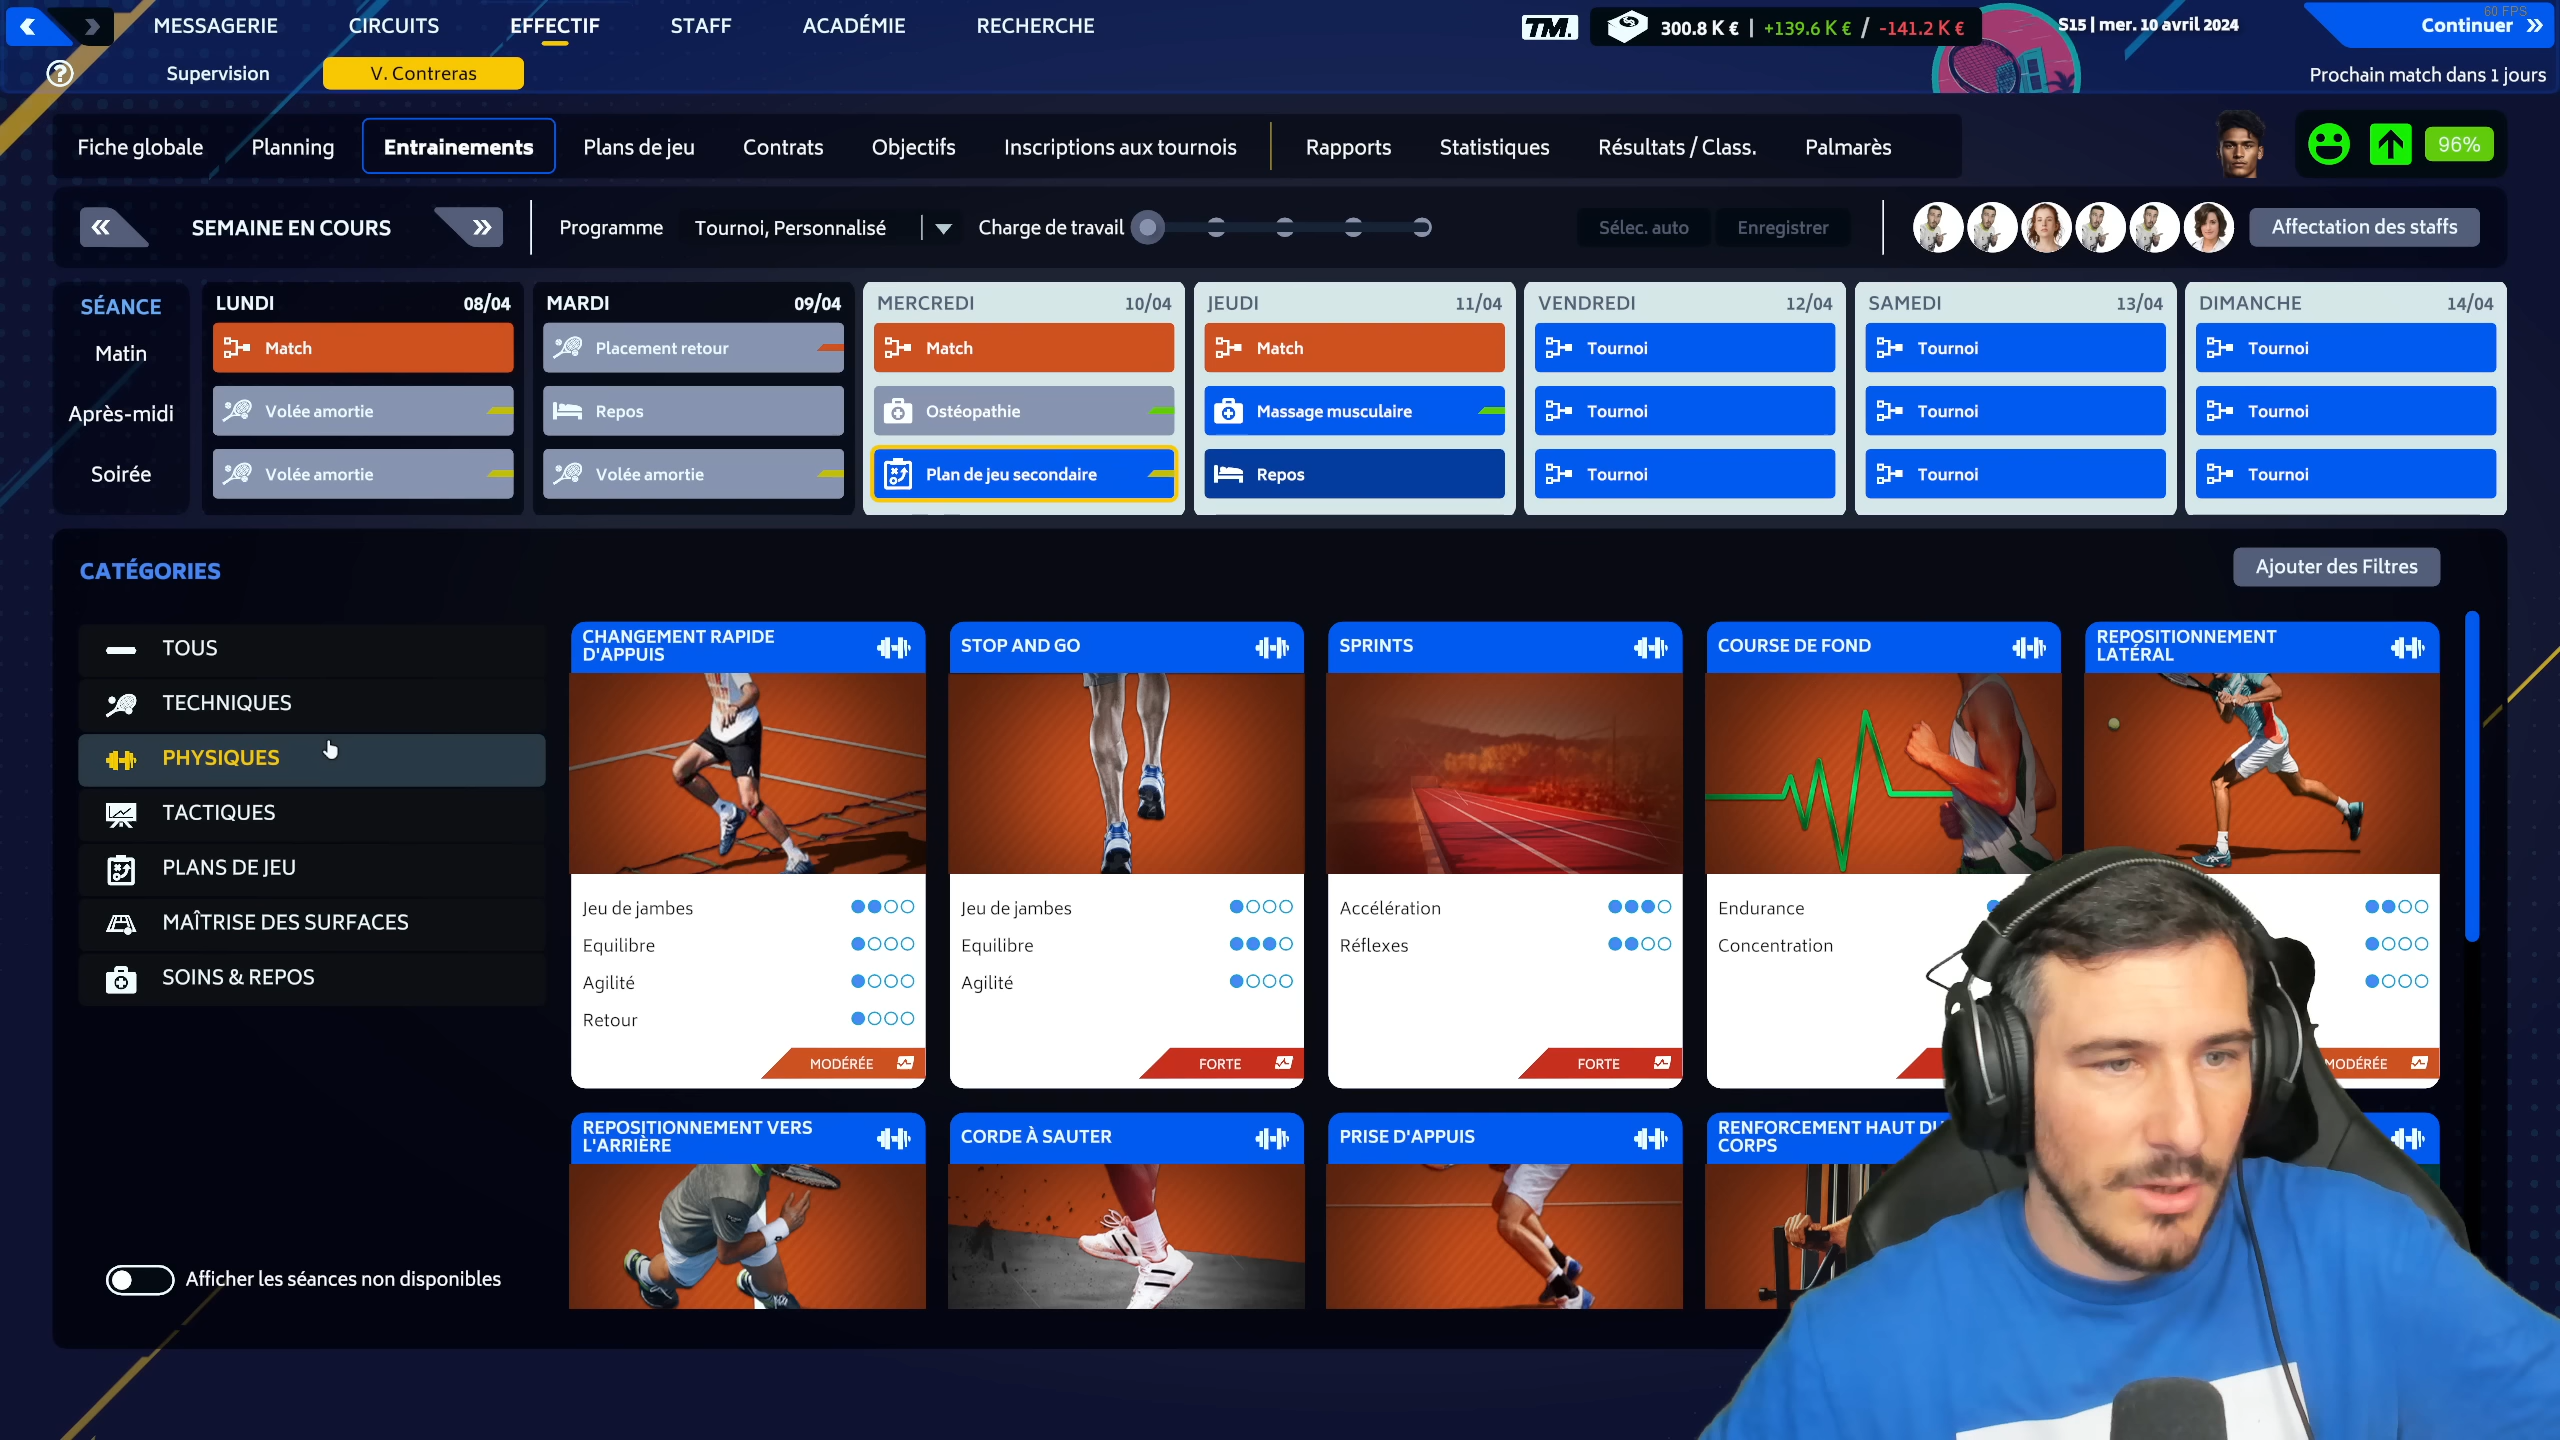 MESSAGERIE
CIRCUITS
EFFECTIF
STAFF
ACADÉMIE
RECHERCHE
TM.
300.8 K € | +139.6 K € / -141.2 K €
S15 | mer. 10 avril 2024
60 FPS
Continuer
Supervision
V. Contreras
Prochain match dans 1 jours
Fiche globale
Planning
Entrainements
Plans de jeu
Contrats
Objectifs
Inscriptions aux tournois
Rapports
Statistiques
Résultats / Class.
Palmarès
96%
SEMAINE EN COURS
Programme
Tournoi, Personnalisé
Charge de travail
Sélec. auto
Enregistrer
Affectation des staffs
SÉANCE
LUNDI 08/04
MARDI 09/04
MERCREDI 10/04
JEUDI 11/04
VENDREDI 12/04
SAMEDI 13/04
DIMANCHE 14/04
Matin
Match
Placement retour
Match
Match
Tournoi
Tournoi
Tournoi
Après-midi
Volée amortie
Repos
Ostéopathie
Massage musculaire
Tournoi
Tournoi
Tournoi
Soirée
Volée amortie
Volée amortie
Plan de jeu secondaire
Repos
Tournoi
Tournoi
Tournoi
CATÉGORIES
Ajouter des Filtres
TOUS
TECHNIQUES
PHYSIQUES
TACTIQUES
PLANS DE JEU
MAÎTRISE DES SURFACES
SOINS & REPOS
Afficher les séances non disponibles
CHANGEMENT RAPIDE
D'APPUIS
Jeu de jambes
Equilibre
Agilité
Retour
MODÉRÉE
STOP AND GO
Jeu de jambes
Equilibre
Agilité
FORTE
SPRINTS
Accélération
Réflexes
FORTE
COURSE DE FOND
Endurance
Concentration
REPOSITIONNEMENT
LATÉRAL
MODÉRÉE
REPOSITIONNEMENT VERS
L'ARRIÈRE
CORDE À SAUTER
PRISE D'APPUIS
RENFORCEMENT HAUT DU
CORPS